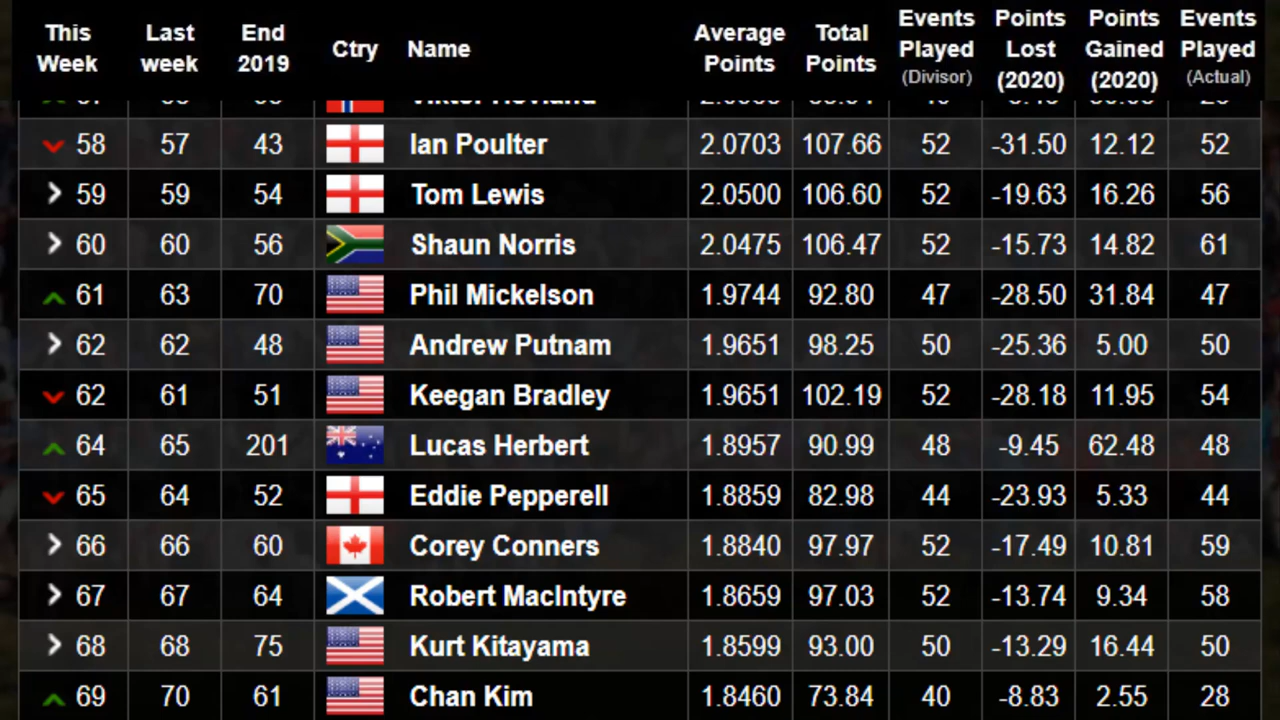 This Week Last week End 2019 Ctry Name Average Points Total Points Events Played (Divisor) Points Lost (2020) Points Gained (2020) Events Played (Actual)
58 57 43 Ian Poulter 2.0703 107.66 52 -31.50 12.12 52
59 59 54 Tom Lewis 2.0500 106.60 52 -19.63 16.26 56
60 60 56 Shaun Norris 2.0475 106.47 52 -15.73 14.82 61
61 63 70 Phil Mickelson 1.9744 92.80 47 -28.50 31.84 47
62 62 48 Andrew Putnam 1.9651 98.25 50 -25.36 5.00 50
62 61 51 Keegan Bradley 1.9651 102.19 52 -28.18 11.95 54
64 65 201 Lucas Herbert 1.8957 90.99 48 -9.45 62.48 48
65 64 52 Eddie Pepperell 1.8859 82.98 44 -23.93 5.33 44
66 66 60 Corey Conners 1.8840 97.97 52 -17.49 10.81 59
67 67 64 Robert MacIntyre 1.8659 97.03 52 -13.74 9.34 58
68 68 75 Kurt Kitayama 1.8599 93.00 50 -13.29 16.44 50
69 70 61 Chan Kim 1.8460 73.84 40 -8.83 2.55 28